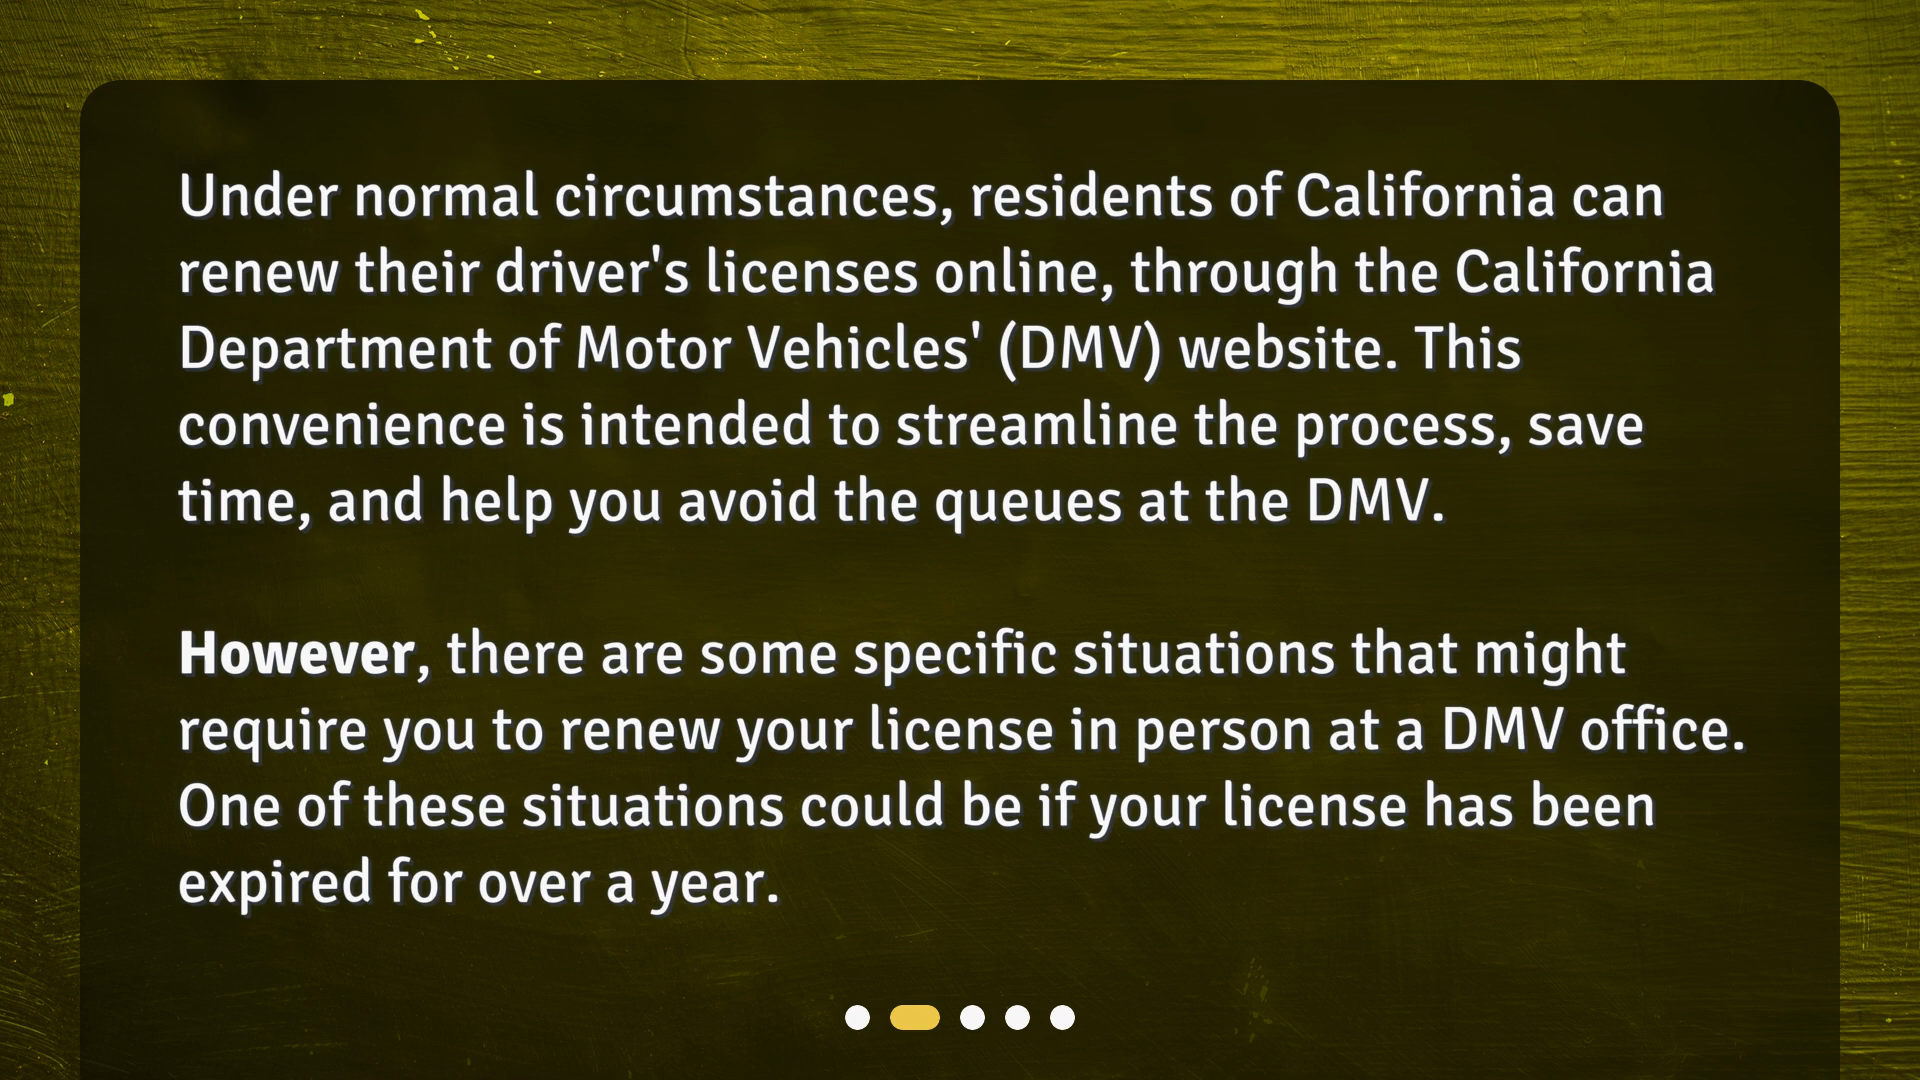 Under normal circumstances, residents of California can
renew their driver's licenses online, through the California
Department of Motor Vehicles' (DMV) website. This
convenience is intended to streamline the process, save
time, and help you avoid the queues at the DMV.
However, there are some specific situations that might
require you to renew your license in person at a DMV office.
One of these situations could be if your license has been
expired for over a year.